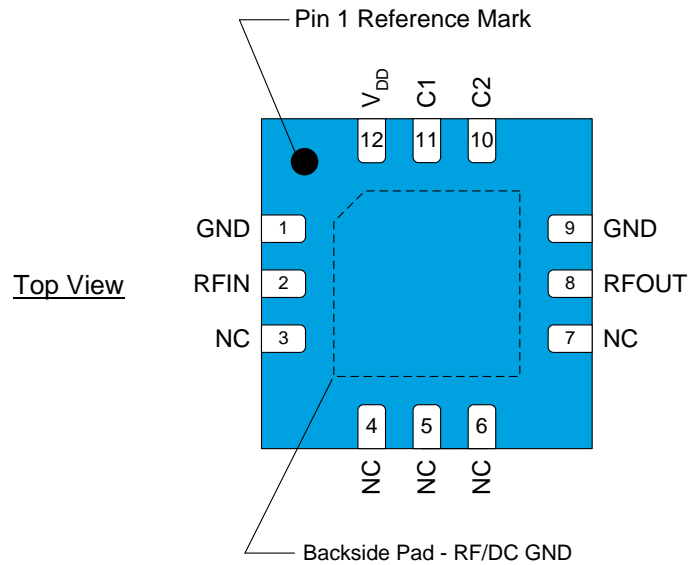 Pin 1 Reference Mark
VDD C1 C2
12 11 10
GND 1 9 GND
Top View RFIN 2 8 RFOUT
NC 3 7 NC
4 5 6
NC NC NC
Backside Pad - RF/DC GND